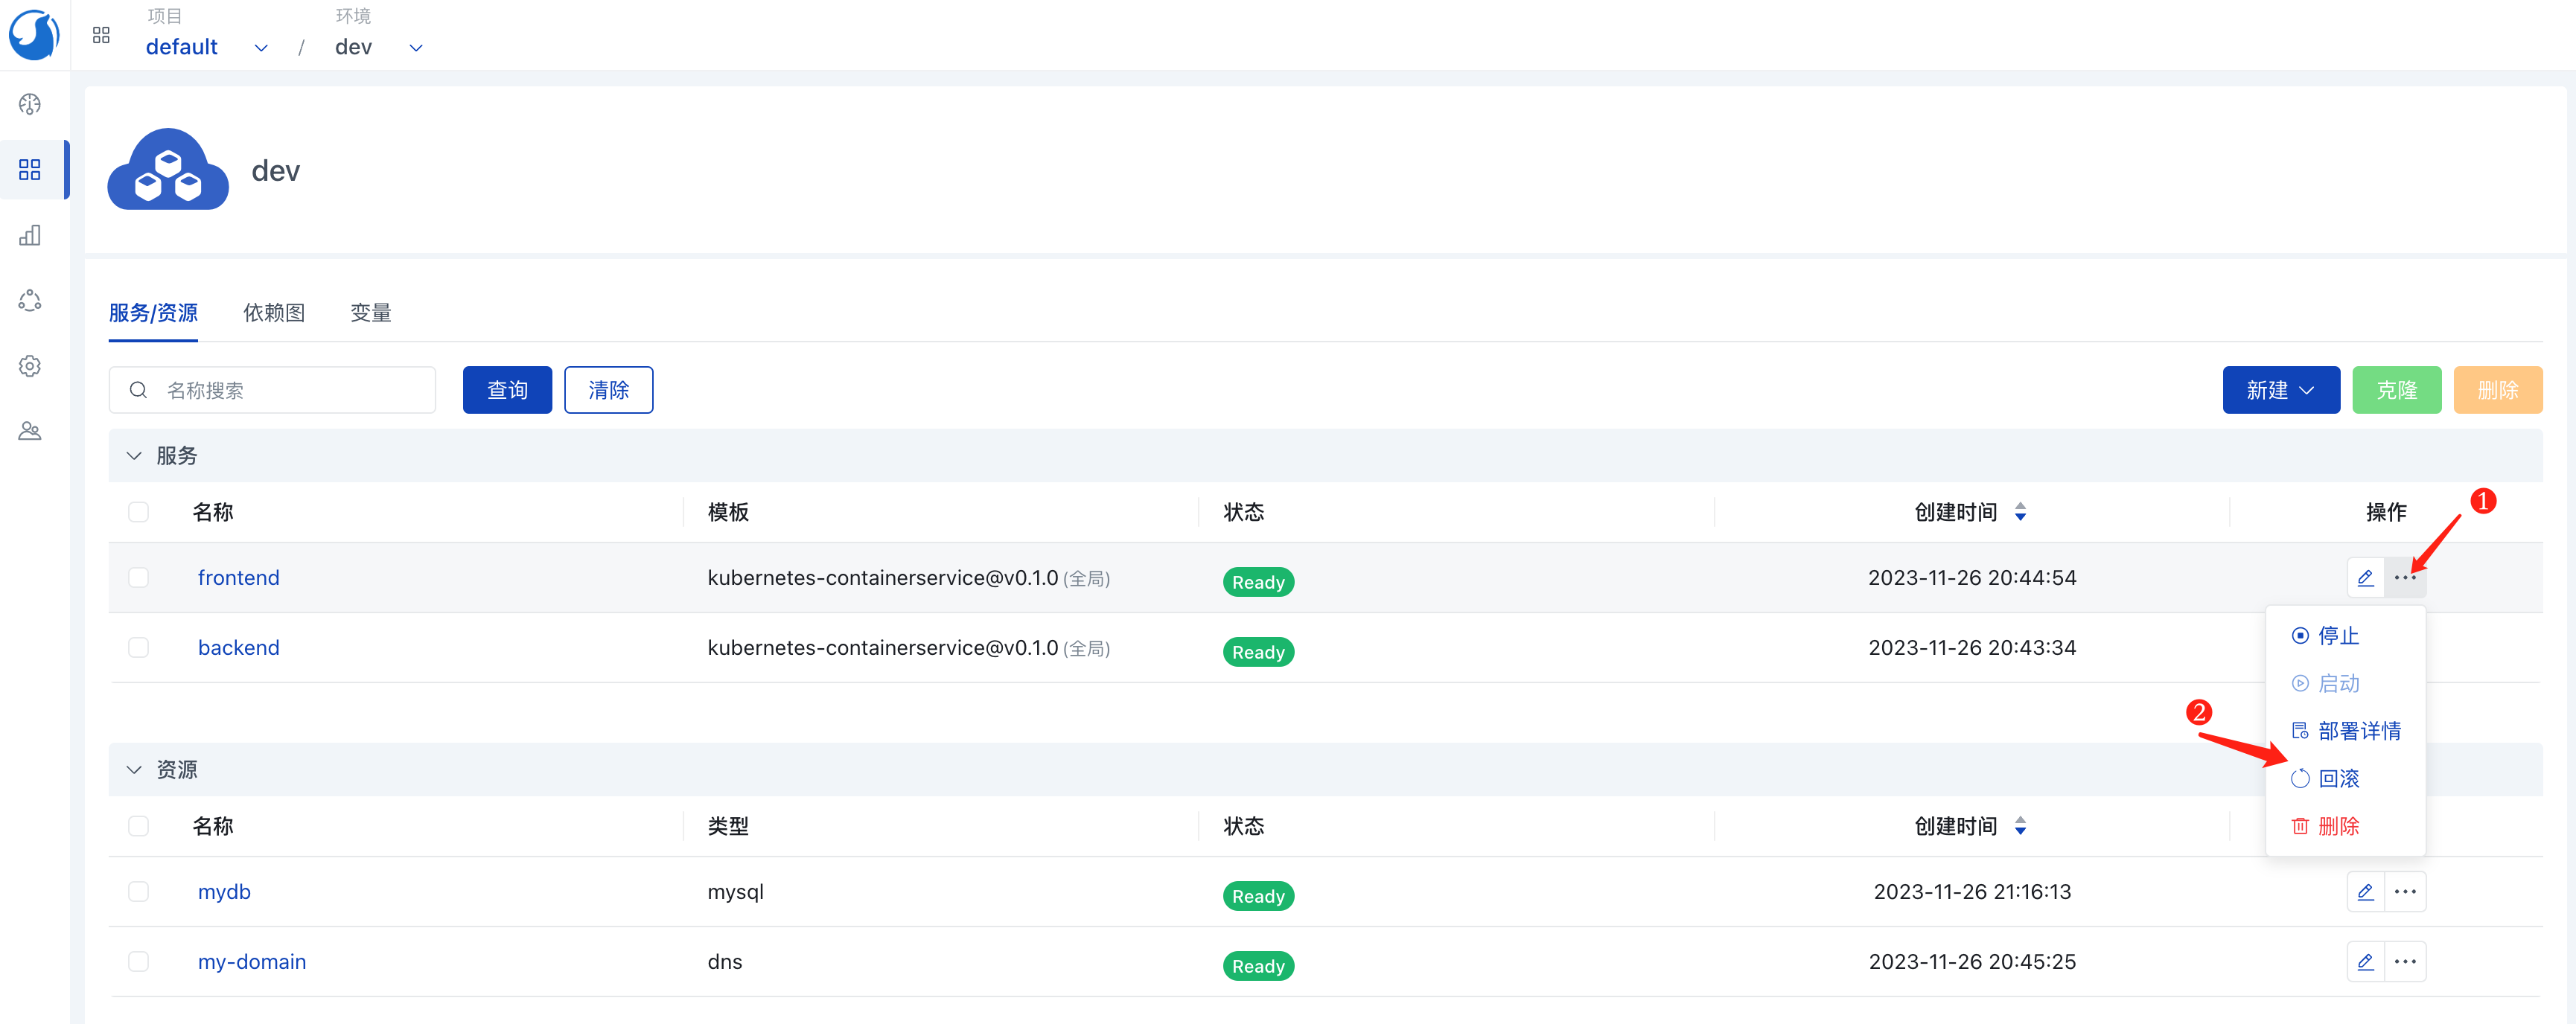 项目 环境
default / dev
dev
服务/资源 依赖图 变量
名称搜索 查询 清除 新建 克隆 删除
服务
名称 模板 状态 创建时间 操作 1
frontend kubernetes-containerservice@v0.1.0 (全局) Ready 2023-11-26 20:44:54
停止
backend kubernetes-containerservice@v0.1.0 (全局) Ready 2023-11-26 20:43:34
启动
2
部署详情
资源
回滚
名称 类型 状态 创建时间
删除
mydb mysql Ready 2023-11-26 21:16:13
my-domain dns Ready 2023-11-26 20:45:25